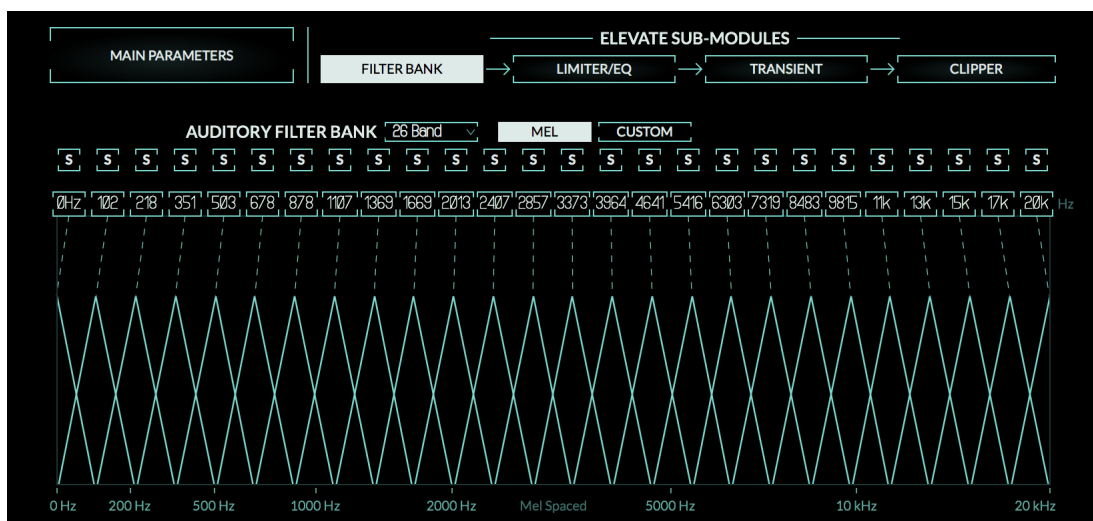 ELEVATE SUB-MODULES
MAIN PARAMETERS
FILTER BANK LIMITER/EQ TRANSIENT CLIPPER
AUDITORY FILTER BANK 26 Band MEL CUSTOM
S S S S S S S S S S S S S S S S S S S S S S S S S S
0Hz 102 218 351 503 678 878 1107 1369 1669 2013 2407 2857 3373 3964 4641 5416 6303 7319 8483 9815 11k 13k 15k 17k 20k Hz
0 Hz 200 Hz 500 Hz 1000 Hz 2000 Hz Mel Spaced 5000 Hz 10 kHz 20 kHz